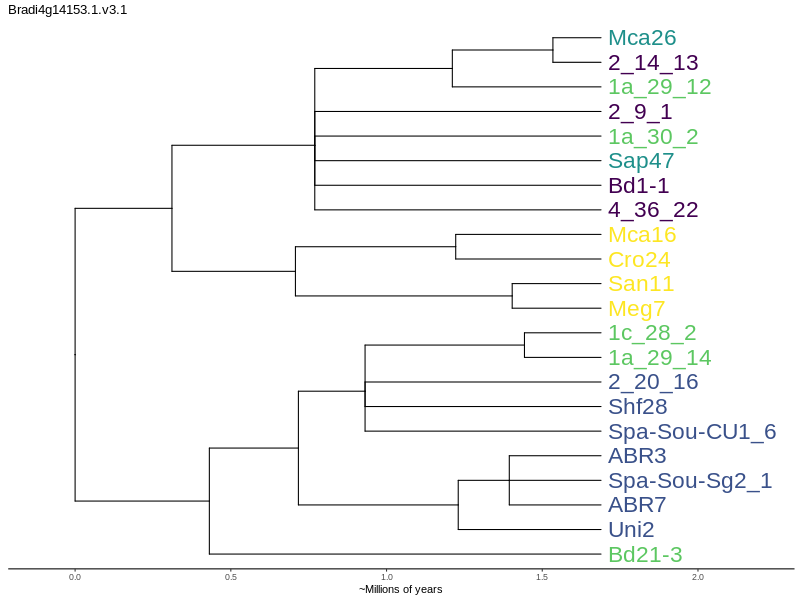 Bradi4g14153.1.v3.1
Mca26
2_14_13
1a_29_12
2_9_1
1a_30_2
Sap47
Bd1-1
4_36_22
Mca16
Cro24
San11
Meg7
1c_28_2
1a_29_14
2_20_16
Shf28
Spa-Sou-CU1_6
ABR3
Spa-Sou-Sg2_1
ABR7
Uni2
Bd21-3
0.0 0.5 1.0 1.5 2.0
~Millions of years